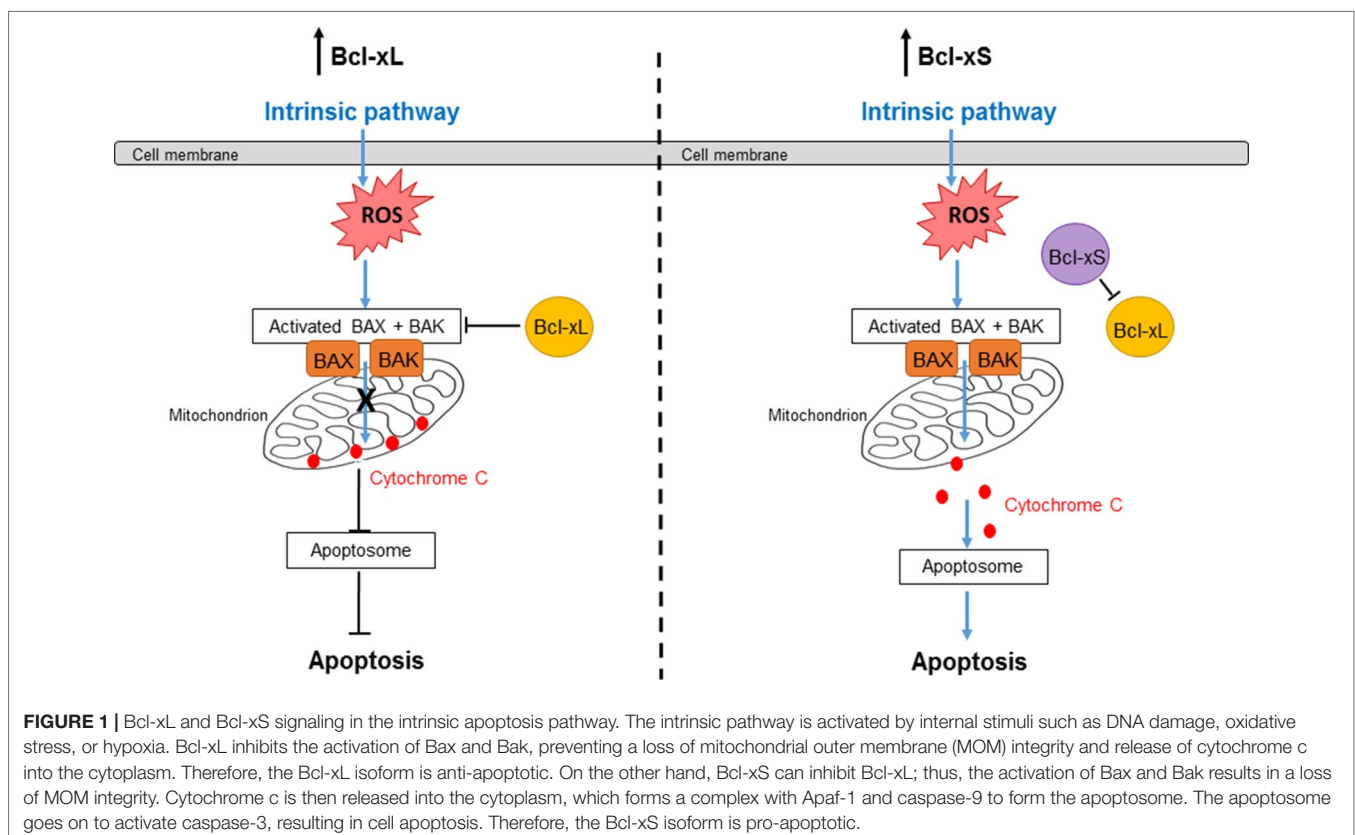 Bcl-xL
Intrinsic pathway
Cell membrane
ROS
Activated BAX + BAK
Bcl-xL
BAX
BAK
X
Mitochondrion
Cytochrome C
Apoptosome
Apoptosis
Bcl-xS
Intrinsic pathway
Cell membrane
ROS
Bcl-xS
Bcl-xL
Activated BAX + BAK
BAX
BAK
Mitochondrion
Cytochrome C
Apoptosome
Apoptosis
FIGURE 1 | Bcl-xL and Bcl-xS signaling in the intrinsic apoptosis pathway. The intrinsic pathway is activated by internal stimuli such as DNA damage, oxidative
stress, or hypoxia. Bcl-xL inhibits the activation of Bax and Bak, preventing a loss of mitochondrial outer membrane (MOM) integrity and release of cytochrome c
into the cytoplasm. Therefore, the Bcl-xL isoform is anti-apoptotic. On the other hand, Bcl-xS can inhibit Bcl-xL; thus, the activation of Bax and Bak results in a loss
of MOM integrity. Cytochrome c is then released into the cytoplasm, which forms a complex with Apaf-1 and caspase-9 to form the apoptosome. The apoptosome
goes on to activate caspase-3, resulting in cell apoptosis. Therefore, the Bcl-xS isoform is pro-apoptotic.